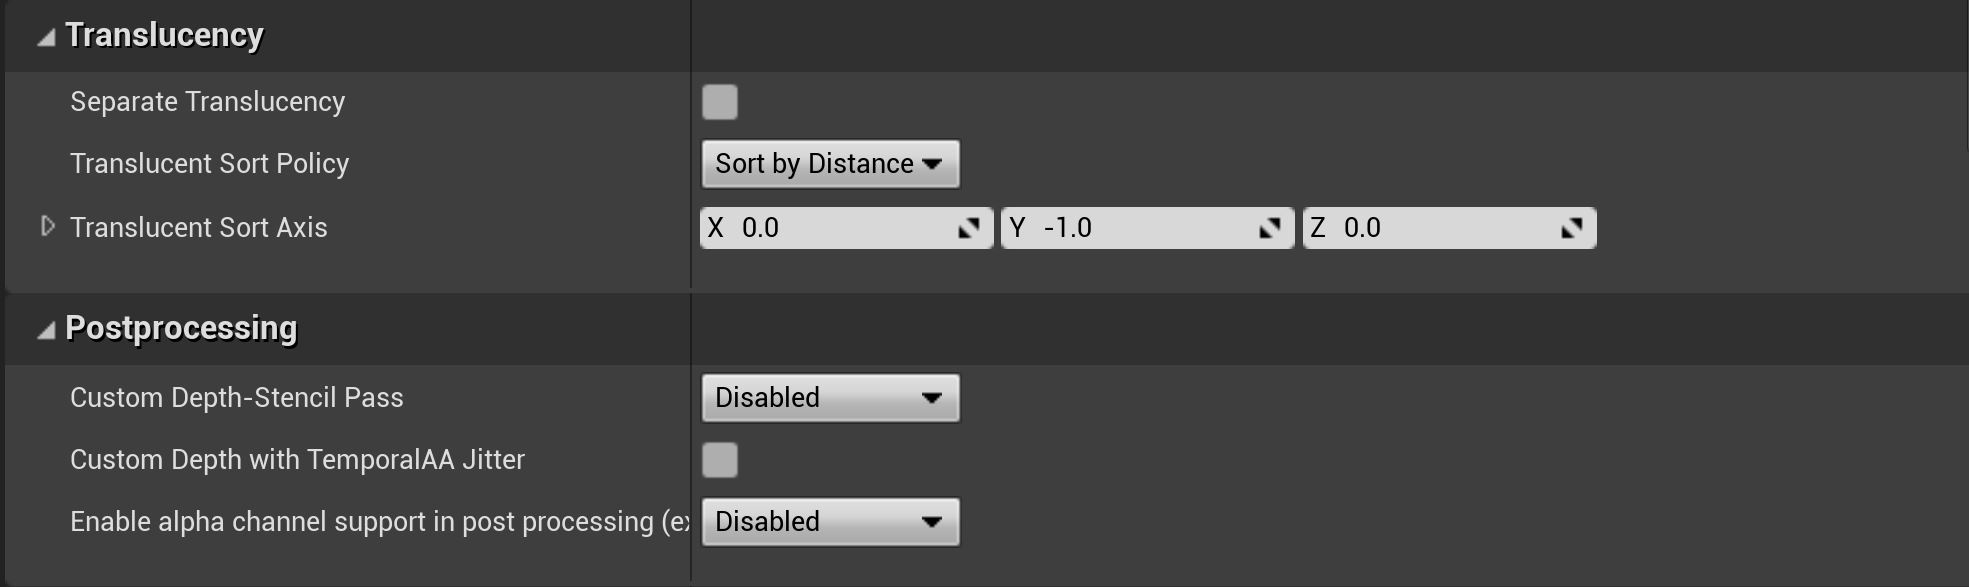 Translucency
Separate Translucency
Translucent Sort Policy Sort by Distance
Translucent Sort Axis X 0.0 Y -1.0 Z 0.0
Postprocessing
Custom Depth-Stencil Pass Disabled
Custom Depth with TemporalAA Jitter
Enable alpha channel support in post processing (ex Disabled